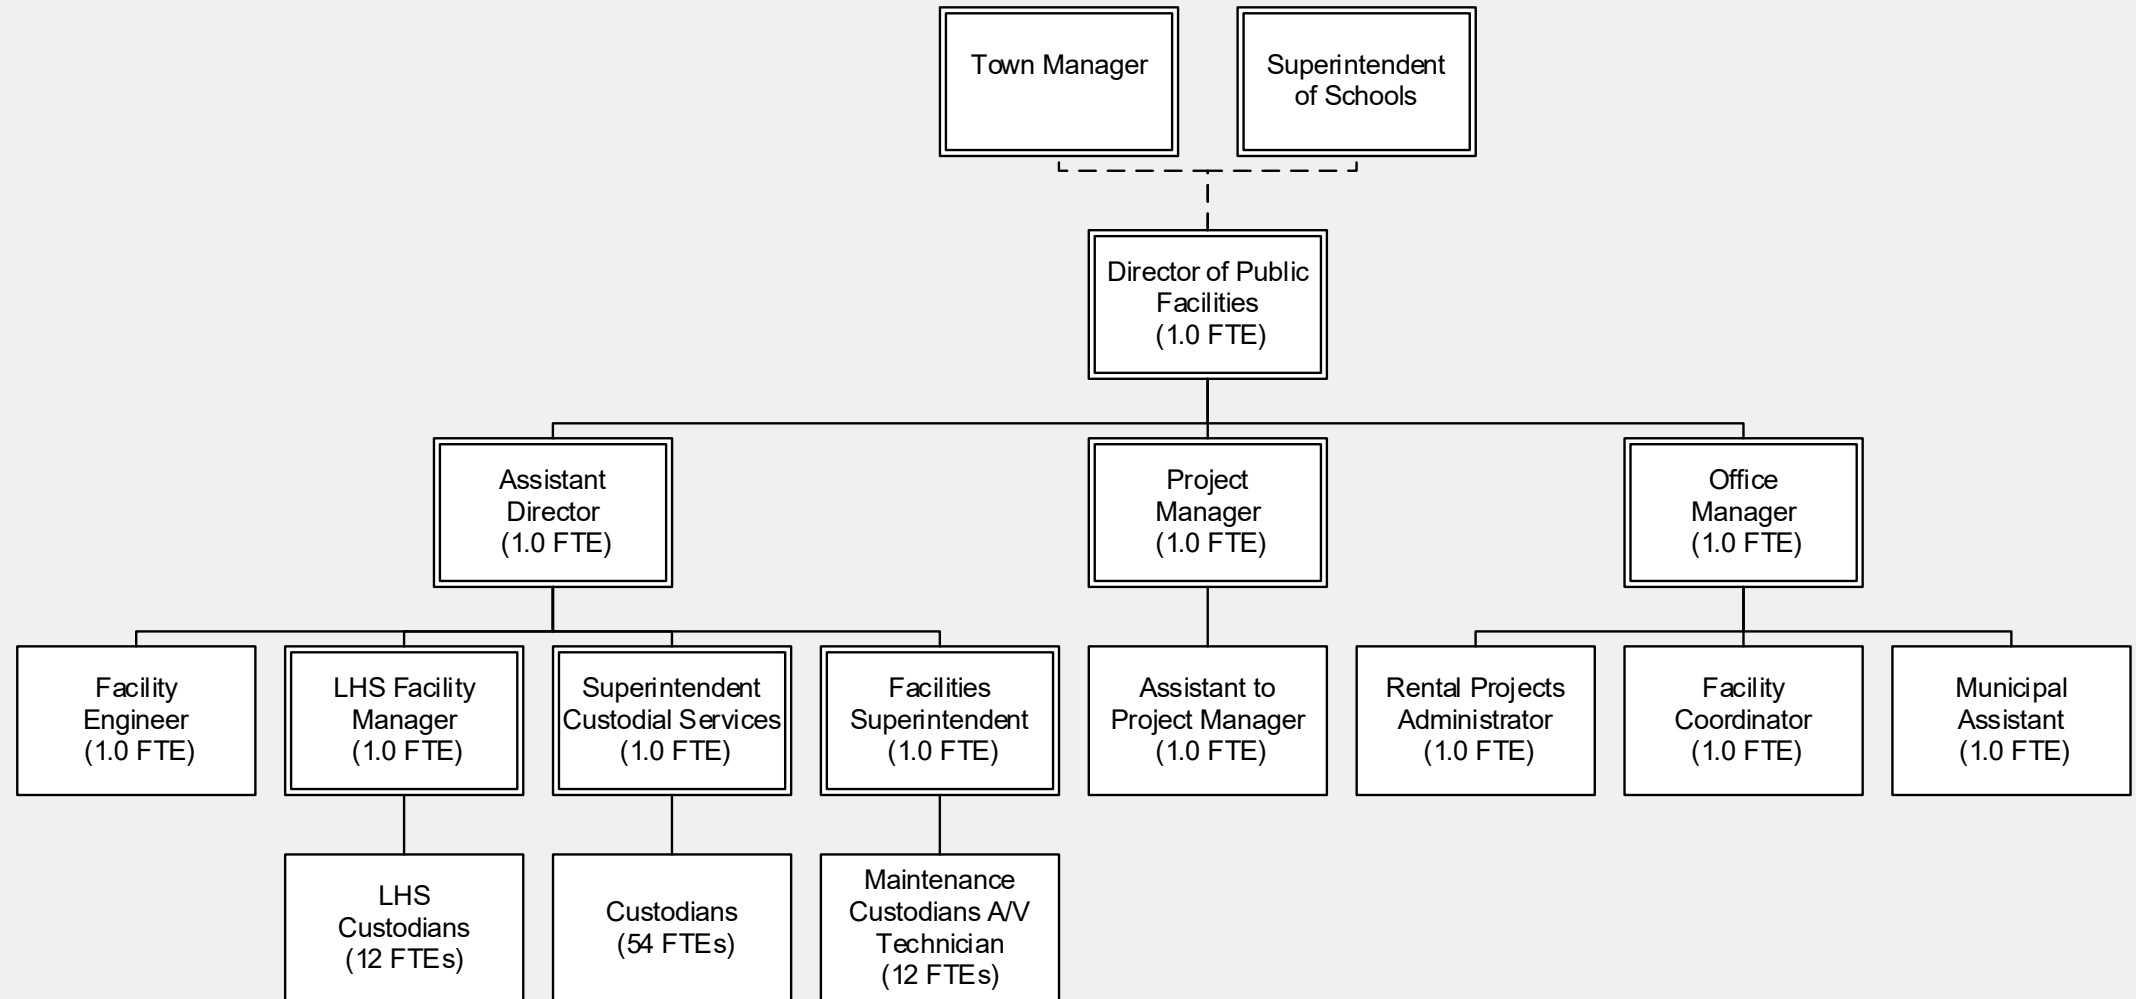 Town Manager
Superintendent
of Schools
Director of Public
Facilities
(1.0 FTE)
Assistant
Director
(1.0 FTE)
Project
Manager
(1.0 FTE)
Office
Manager
(1.0 FTE)
Facility
Engineer
(1.0 FTE)
LHS Facility
Manager
(1.0 FTE)
Superintendent
Custodial Services
(1.0 FTE)
Facilities
Superintendent
(1.0 FTE)
Assistant to
Project Manager
(1.0 FTE)
Rental Projects
Administrator
(1.0 FTE)
Facility
Coordinator
(1.0 FTE)
Municipal
Assistant
(1.0 FTE)
LHS
Custodians
(12 FTEs)
Custodians
(54 FTEs)
Maintenance
Custodians A/V
Technician
(12 FTEs)